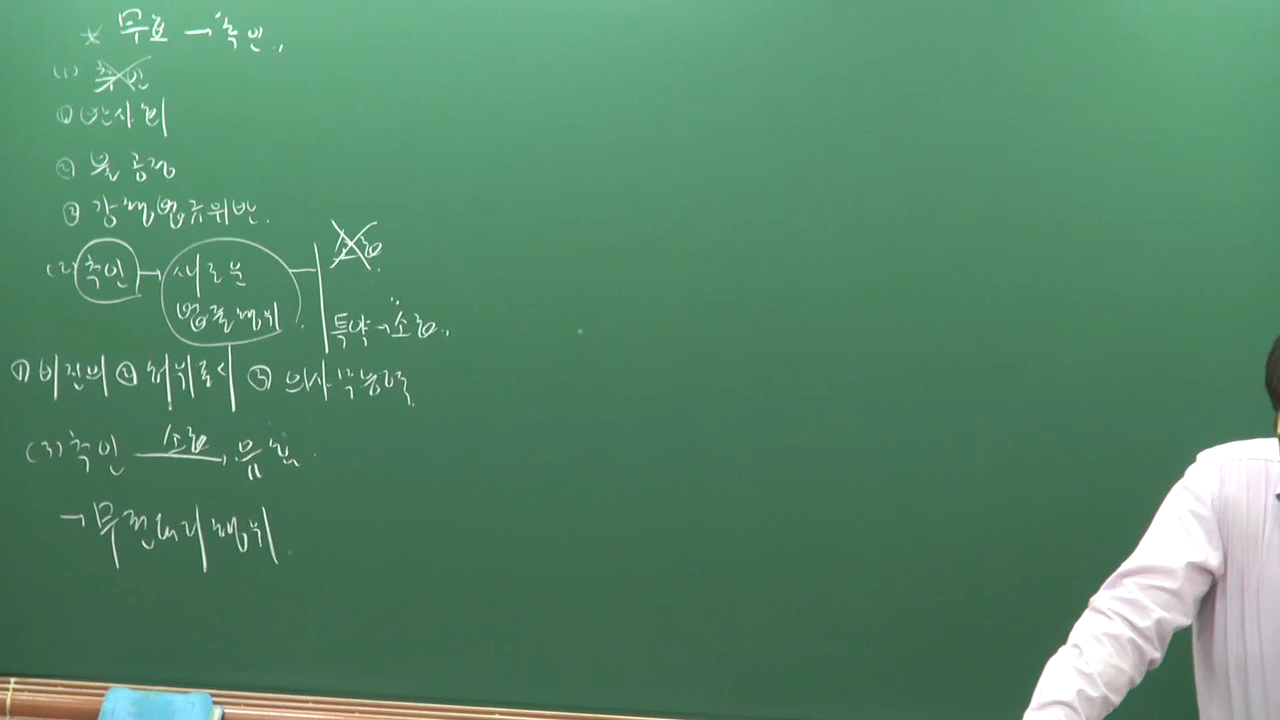 * 무효 → "추인"
(1) 추인
① 반사회
② 불공정
③ 강행법규위반.
(2) 추인 → 새로운 법률행위
소급
특약 → "소급"
① 비진의 ② 허위표시 ③ 의사무능력.
(3) 추인 소급 → 유효.
→ 무권대리행위.